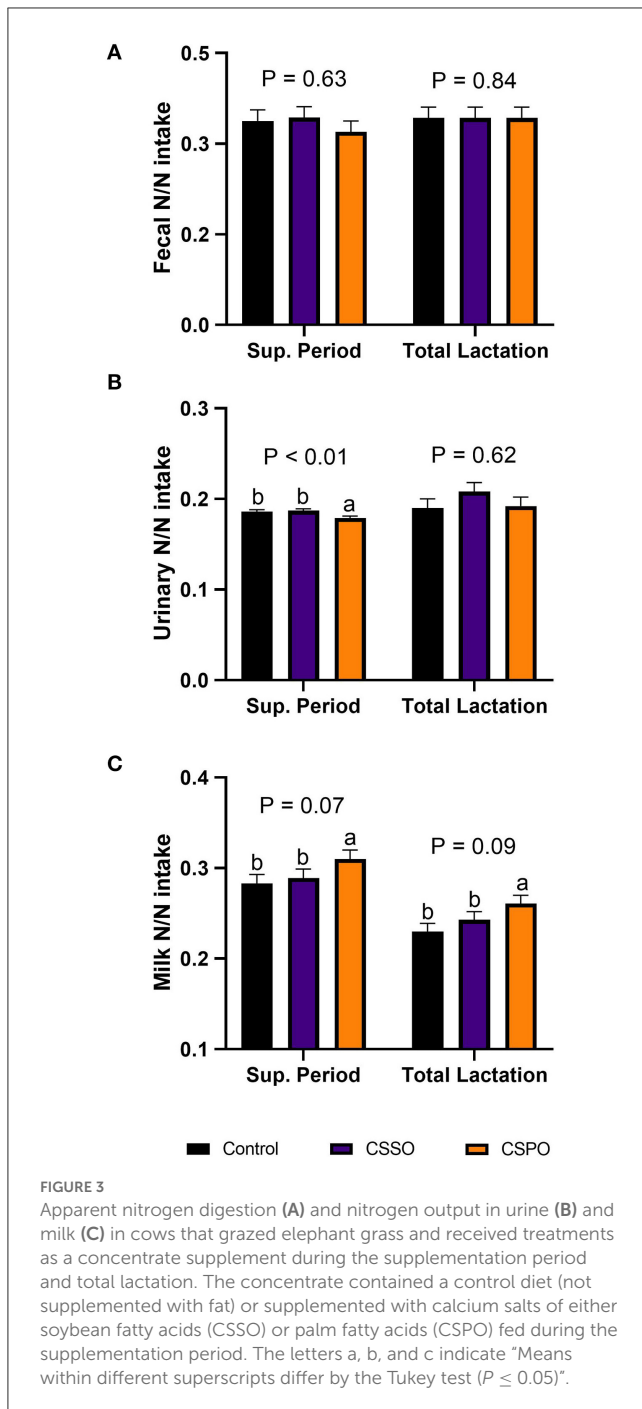 A
0.5
P = 0.63
P = 0.84
0.3
0.2
0.0
Fecal N/N intake
Sup. Period
Total Lactation
B
0.3
P < 0.01
P = 0.62
0.2
b
b
a
0.1
0.0
Urinary N/N intake
Sup. Period
Total Lactation
C
0.4
P = 0.07
P = 0.09
0.3
b
b
a
b
b
a
0.2
0.1
Milk N/N intake
Sup. Period
Total Lactation
Control
CSSO
CSPO
FIGURE 3
Apparent nitrogen digestion (A) and nitrogen output in urine (B) and
milk (C) in cows that grazed elephant grass and received treatments
as a concentrate supplement during the supplementation period
and total lactation. The concentrate contained a control diet (not
supplemented with fat) or supplemented with calcium salts of either
soybean fatty acids (CSSO) or palm fatty acids (CSPO) fed during the
supplementation period. The letters a, b, and c indicate “Means
within different superscripts differ by the Tukey test (P ≤ 0.05)”.